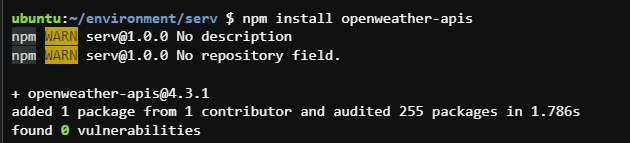 ubuntu:~/environment/serv $ npm install openweather-apis
npm WARN serv@1.0.0 No description
npm WARN serv@1.0.0 No repository field.
+ openweather-apis@4.3.1
added 1 package from 1 contributor and audited 255 packages in 1.786s
found 0 vulnerabilities